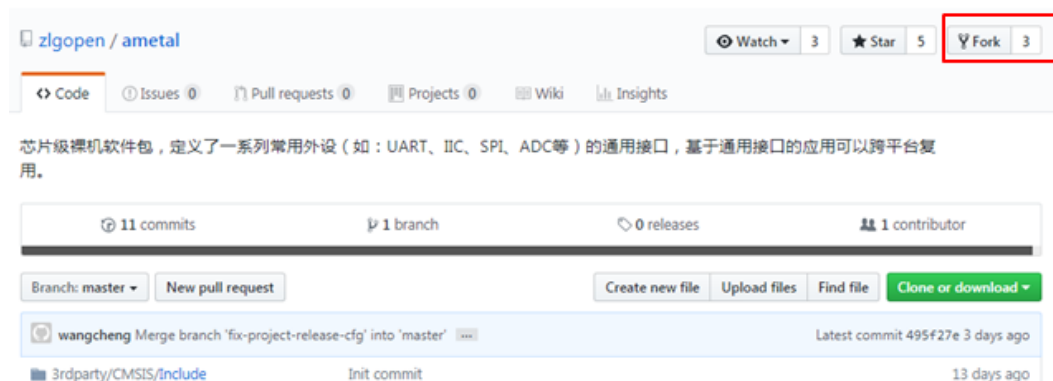 zlgopen / ametal
Watch 3 Star 5 Fork 3
Code Issues 0 Pull requests 0 Projects 0 Wiki Insights
芯片级裸机软件包，定义了一系列常用外设（如：UART、IIC、SPI、ADC等）的通用接口，基于通用接口的应用可以跨平台复
用。
11 commits 1 branch 0 releases 1 contributor
Branch: master New pull request Create new file Upload files Find file Clone or download
wangcheng Merge branch 'fix-project-release-cfg' into 'master' ... Latest commit 495f27e 3 days ago
3rdparty/CMSIS/Include Init commit 13 days ago